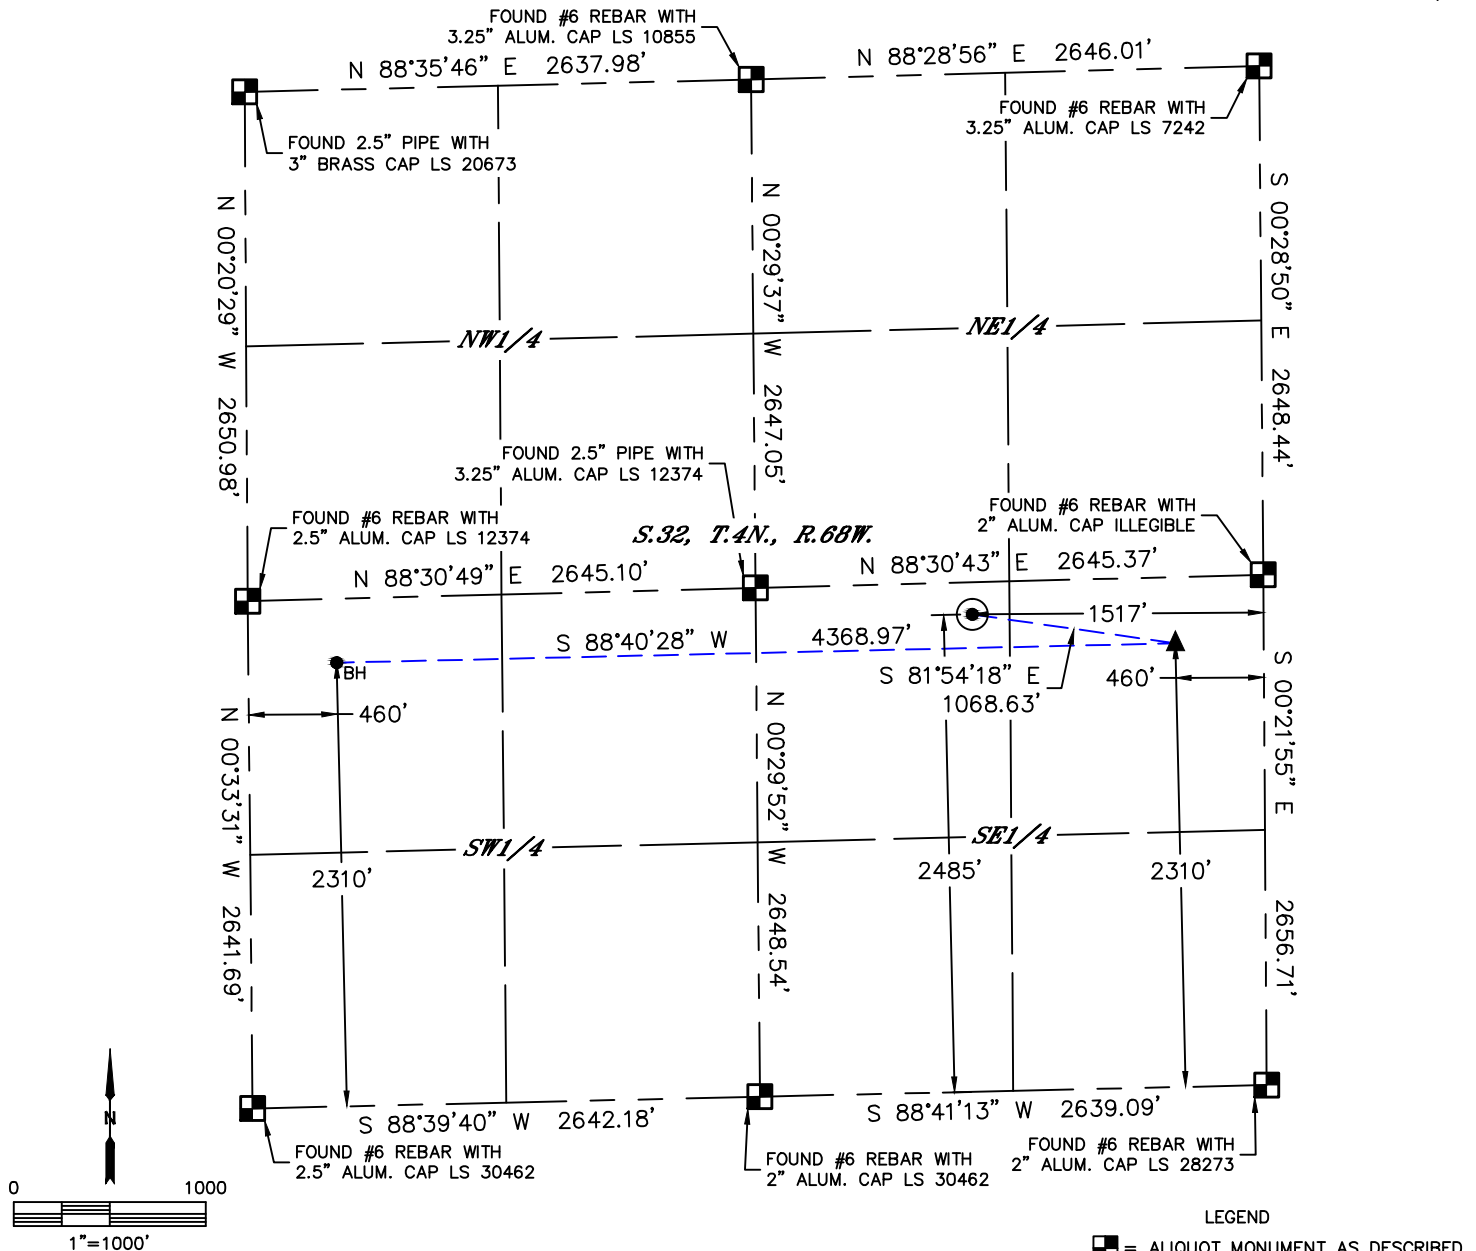 FOUND #6 REBAR WITH
3.25" ALUM. CAP LS 10855
N 88°35'46" E 2637.98'
N 88°28'56" E 2646.01'
FOUND #6 REBAR WITH
3.25" ALUM. CAP LS 7242
FOUND 2.5" PIPE WITH
3" BRASS CAP LS 20673
N 00°20'29" W 2650.98'
N 00°29'37" W 2647.05'
S 00°28'50" E 2648.44'
NW1/4
NE1/4
FOUND 2.5" PIPE WITH
3.25" ALUM. CAP LS 12374
FOUND #6 REBAR WITH
2.5" ALUM. CAP LS 12374
S.32, T.4N., R.68W.
FOUND #6 REBAR WITH
2" ALUM. CAP ILLEGIBLE
N 88°30'49" E 2645.10'
N 88°30'43" E 2645.37'
1517'
S 88°40'28" W 4368.97'
BH
S 81°54'18" E
1068.63'
460'
460'
N 00°33'31" W 2641.69'
N 00°29'52" W 2648.54'
S 00°21'55" E 2656.71'
SW1/4
SE1/4
2310'
2485'
2310'
S 88°39'40" W 2642.18'
S 88°41'13" W 2639.09'
FOUND #6 REBAR WITH
2.5" ALUM. CAP LS 30462
FOUND #6 REBAR WITH
2" ALUM. CAP LS 30462
FOUND #6 REBAR WITH
2" ALUM. CAP LS 28273
N
0 1000
1"=1000'
LEGEND
= ALIQUOT MONUMENT AS DESCRIBED